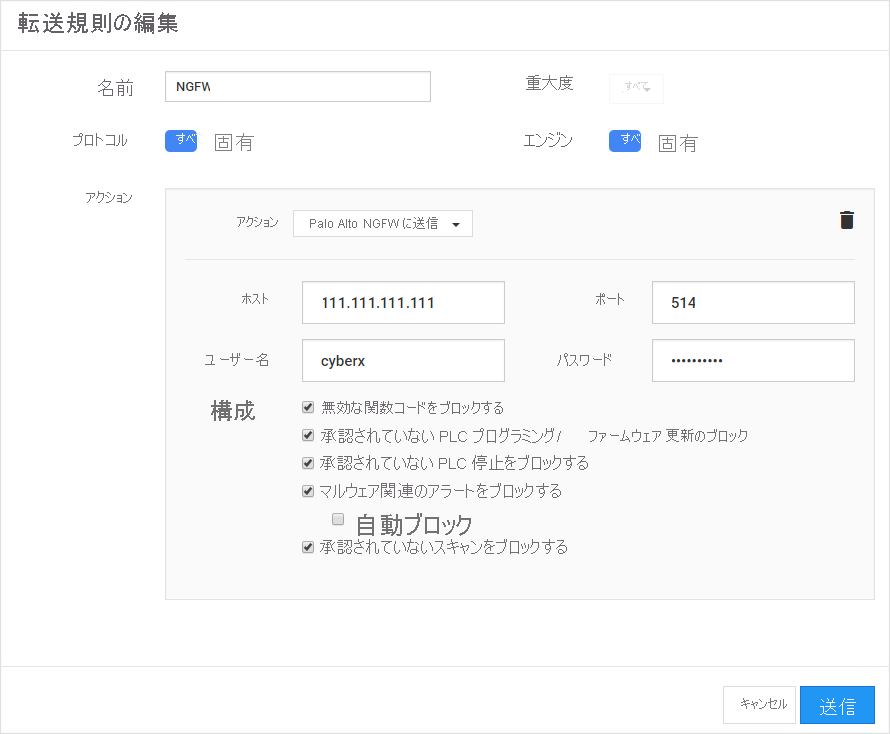 転送規則の編集
名前 NGFW 重大度 すべて
プロトコル すべ 固有 エンジン すべ 固有
アクション
アクション Palo Alto NGFW に送信
ホスト 111.111.111.111 ポート 514
ユーザー名 cyberx パスワード ••••••••••
構成 無効な関数コードをブロックする
承認されていない PLC プログラミング/ ファームウェア 更新のブロック
承認されていない PLC 停止をブロックする
マルウェア関連のアラートをブロックする
自動ブロック
承認されていないスキャンをブロックする
キャンセル 送信